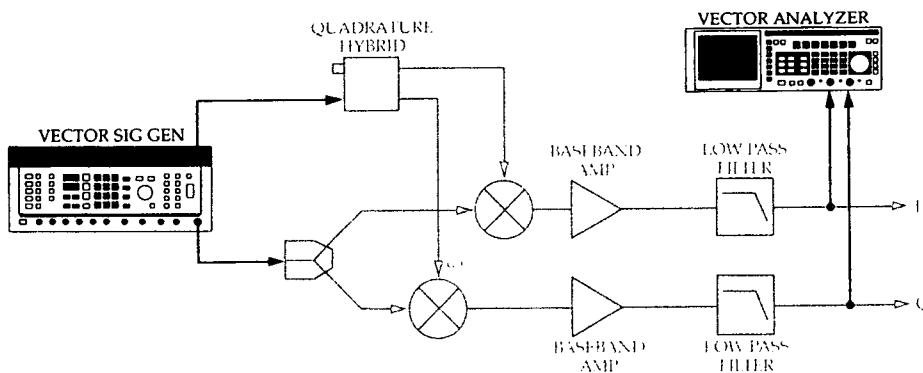 VECTOR ANALYZER
QUADRATURE
HYBRID
VECTOR SIG GEN
BASEBAND
AMP
LOW PASS
FILTER
I
Q
BASEBAND
AMP
LOW PASS
FILTER